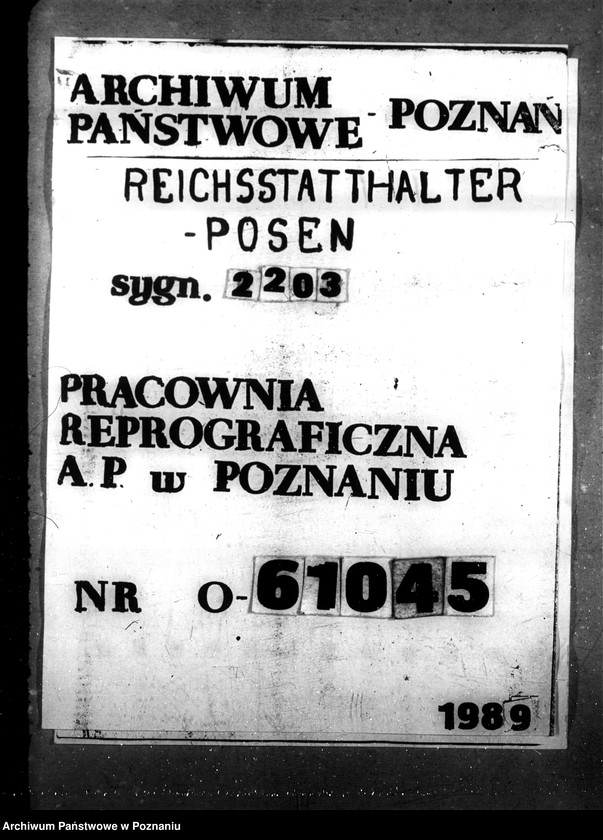 ARCHIWUM
PAŃSTWOWE - POZNAŃ
REICHSSTATTHALTER
-POSEN
sygn. 2203
PRACOWNIA
REPROGRAFICZNA
A.P. w POZNANIU
NR O-61045
1989
Archiwum Państwowe w Poznaniu